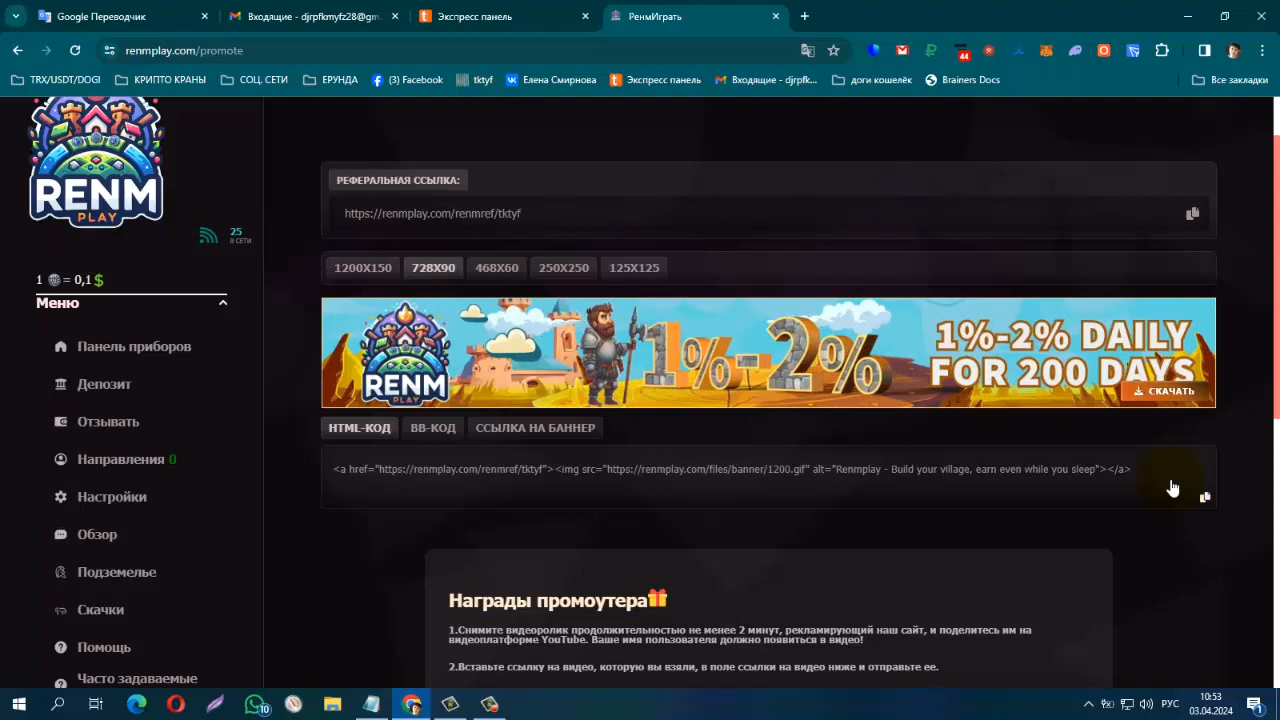 Google Переводчик
Входящие - djrpfkmyfz28@gm
Экспресс панель
РенмИграть
renmplay.com/promote
44
TRX/USDT/DOGI
КРИПТО КРАНЫ
СОЦ. СЕТИ
ЕРУНДА
(3) Facebook
tktyf
Елена Смирнова
Экспресс панель
Входящие - djrpfk...
доги кошелёк
Brainers Docs
Все закладки
RENM
PLAY
25
В СЕТИ
1 = 0,1 $
Меню
Панель приборов
Депозит
Отзывать
Направления 0
Настройки
Обзор
Подземелье
Скачки
Помощь
Часто задаваемые
РЕФЕРАЛЬНАЯ ССЫЛКА:
https://renmplay.com/renmref/tktyf
1200X150
728X90
468X60
250X250
125X125
RENM
PLAY
1%-2%
1%-2% DAILY
FOR 200 DAYS
СКАЧАТЬ
HTML-КОД
BB-КОД
ССЫЛКА НА БАННЕР
<a href="https://renmplay.com/renmref/tktyf"><img src="https://renmplay.com/files/banner/1200.gif" alt="Renmplay - Build your village, earn even while you sleep"></a>
Награды промоутера
1.Снимите видеоролик продолжительностью не менее 2 минут, рекламирующий наш сайт, и поделитесь им на
видеоплатформе YouTube. Ваше имя пользователя должно появиться в видео!
2.Вставьте ссылку на видео, которую вы взяли, в поле ссылки на видео ниже и отправьте ее.
10
РУС
10:53
03.04.2024
1